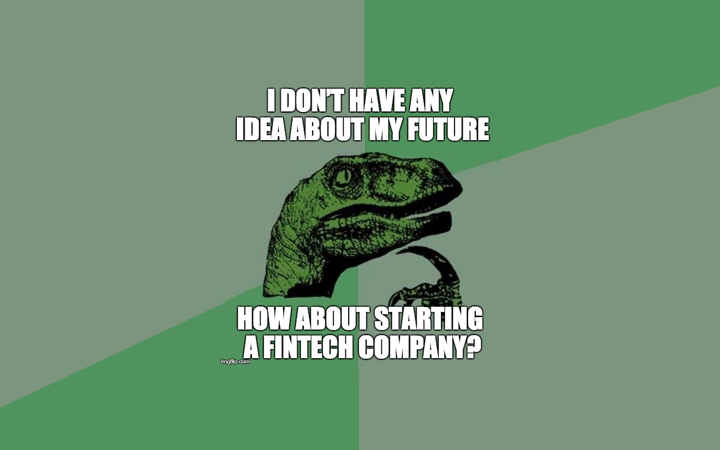 I DON'T HAVE ANY
IDEA ABOUT MY FUTURE
HOW ABOUT STARTING
A FINTECH COMPANY?
imgflip.com